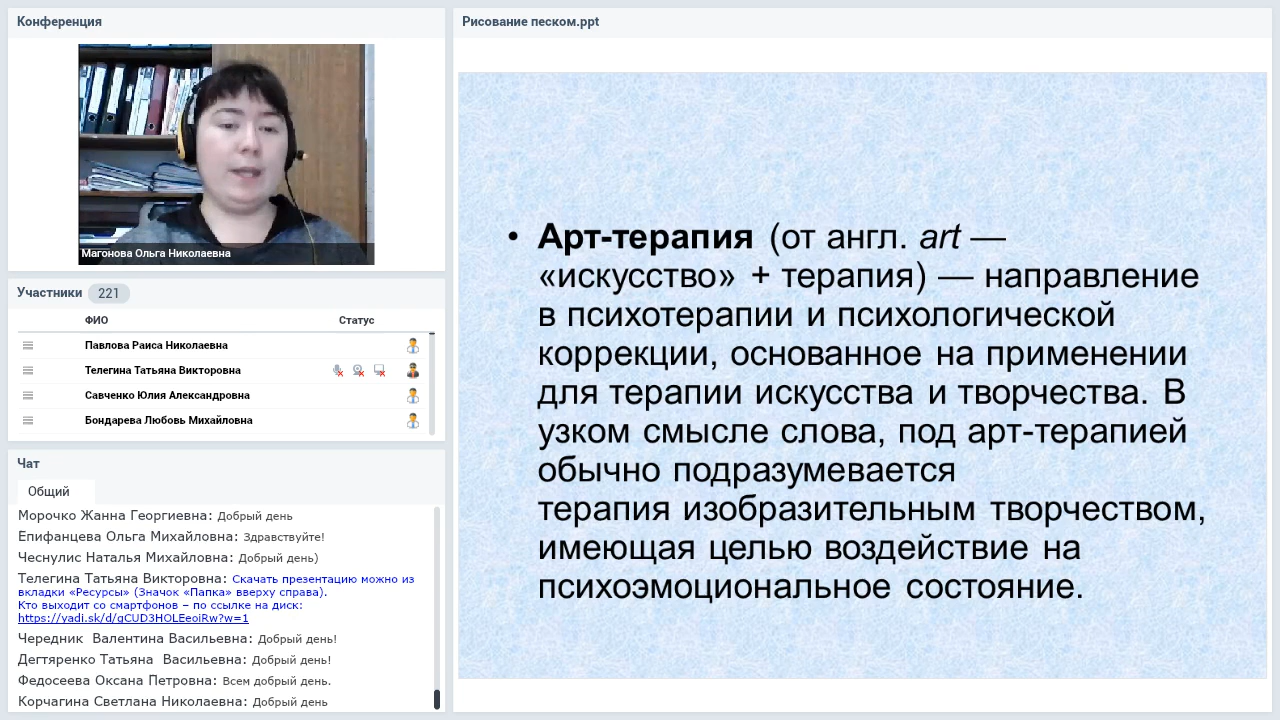 Конференция
Магонова Ольга Николаевна
Участники 221
ФИО Статус
Павлова Раиса Николаевна
Телегина Татьяна Викторовна
Савченко Юлия Александровна
Бондарева Любовь Михайловна
Чат
Общий
Морочко Жанна Георгиевна: Добрый день
Епифанцева Ольга Михайловна: Здравствуйте!
Чеснулис Наталья Михайловна: Добрый день)
Телегина Татьяна Викторовна: Скачать презентацию можно из
вкладки «Ресурсы» (Значок «Папка» вверху справа).
Кто выходит со смартфонов – по ссылке на диск:
https://yadi.sk/d/gCUD3HOLEeoiRw?w=1
Чередник Валентина Васильевна: Добрый день!
Дегтяренко Татьяна Васильевна: Добрый день!
Федосеева Оксана Петровна: Всем добрый день.
Корчагина Светлана Николаевна: Добрый день
Рисование песком.ppt
• Арт-терапия (от англ. art —
«искусство» + терапия) — направление
в психотерапии и психологической
коррекции, основанное на применении
для терапии искусства и творчества. В
узком смысле слова, под арт-терапией
обычно подразумевается
терапия изобразительным творчеством,
имеющая целью воздействие на
психоэмоциональное состояние.